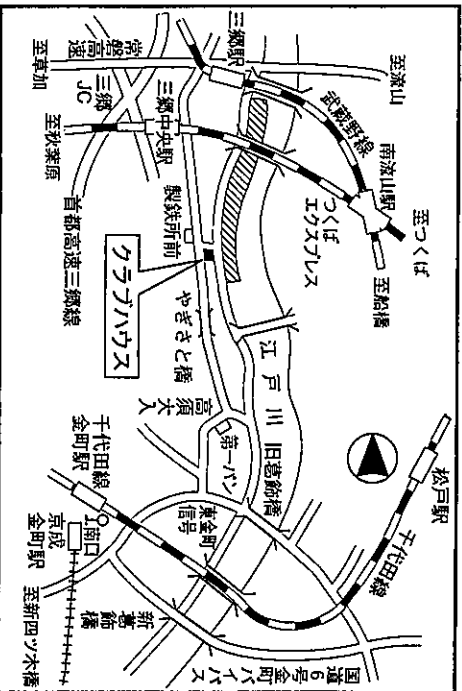 至草加
常磐
高速
三郷
JC
三郷駅
至流山
武蔵野線
南流山駅
至つくば
至船橋
つくば
エクスプレス
至秋葉原
三郷中央駅
首都高速三郷線
製鉄所前
クラブハウス
やぎさと橋
江戸川
旧葛飾橋
高須
大入
第一パン
松戸駅
千代田線
千代田線
金町駅
南口
京成
金町駅
東金町
信号
新葛飾橋
至新四ツ木橋
国道6号金町バイパス